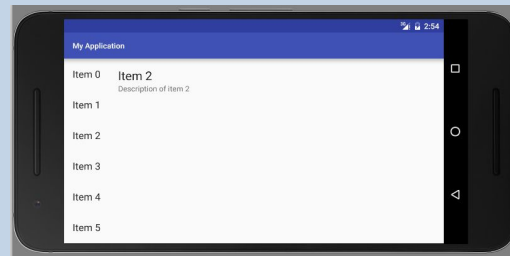 3G 2:54
My Application
Item 0
Item 1
Item 2
Item 3
Item 4
Item 5
Item 2
Description of item 2